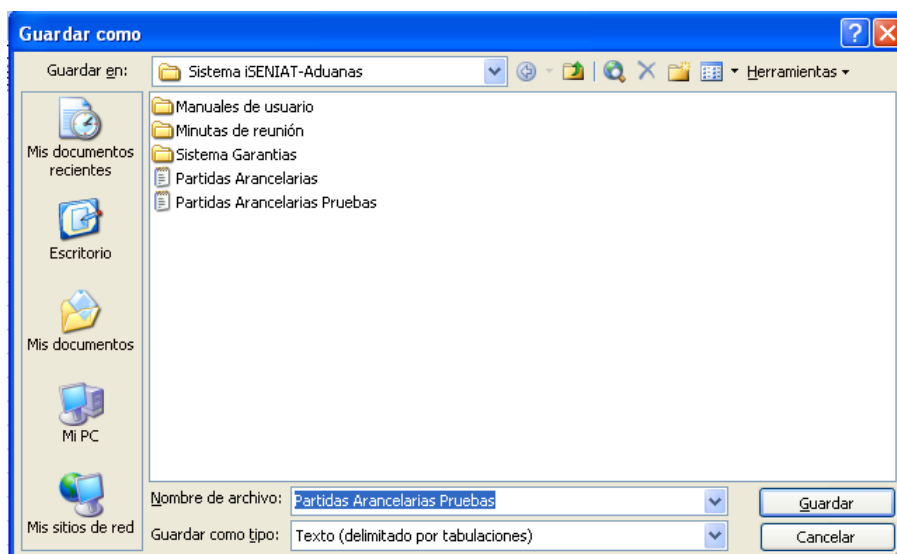 Guardar como
Guardar en: Sistema iSENIAT-Aduanas Herramientas
Mis documentos recientes
Escritorio
Mis documentos
Mi PC
Mis sitios de red
Manuales de usuario
Minutas de reunión
Sistema Garantias
Partidas Arancelarias
Partidas Arancelarias Pruebas
Nombre de archivo: Partidas Arancelarias Pruebas Guardar
Guardar como tipo: Texto (delimitado por tabulaciones) Cancelar